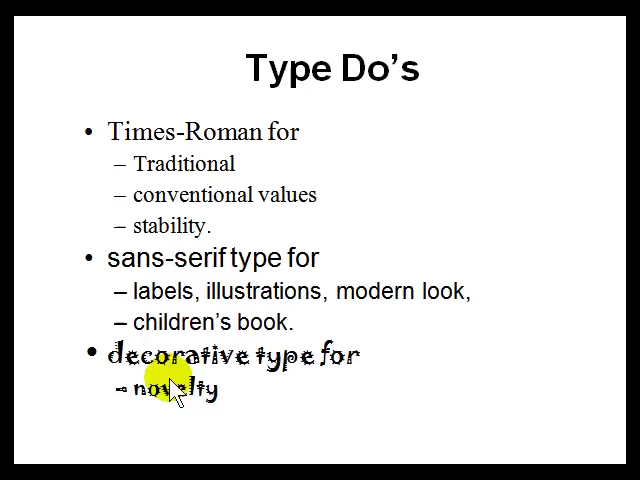 Type Do's
• Times-Roman for
– Traditional
– conventional values
– stability.
• sans-serif type for
– labels, illustrations, modern look,
– children's book.
• decorative type for
– novelty